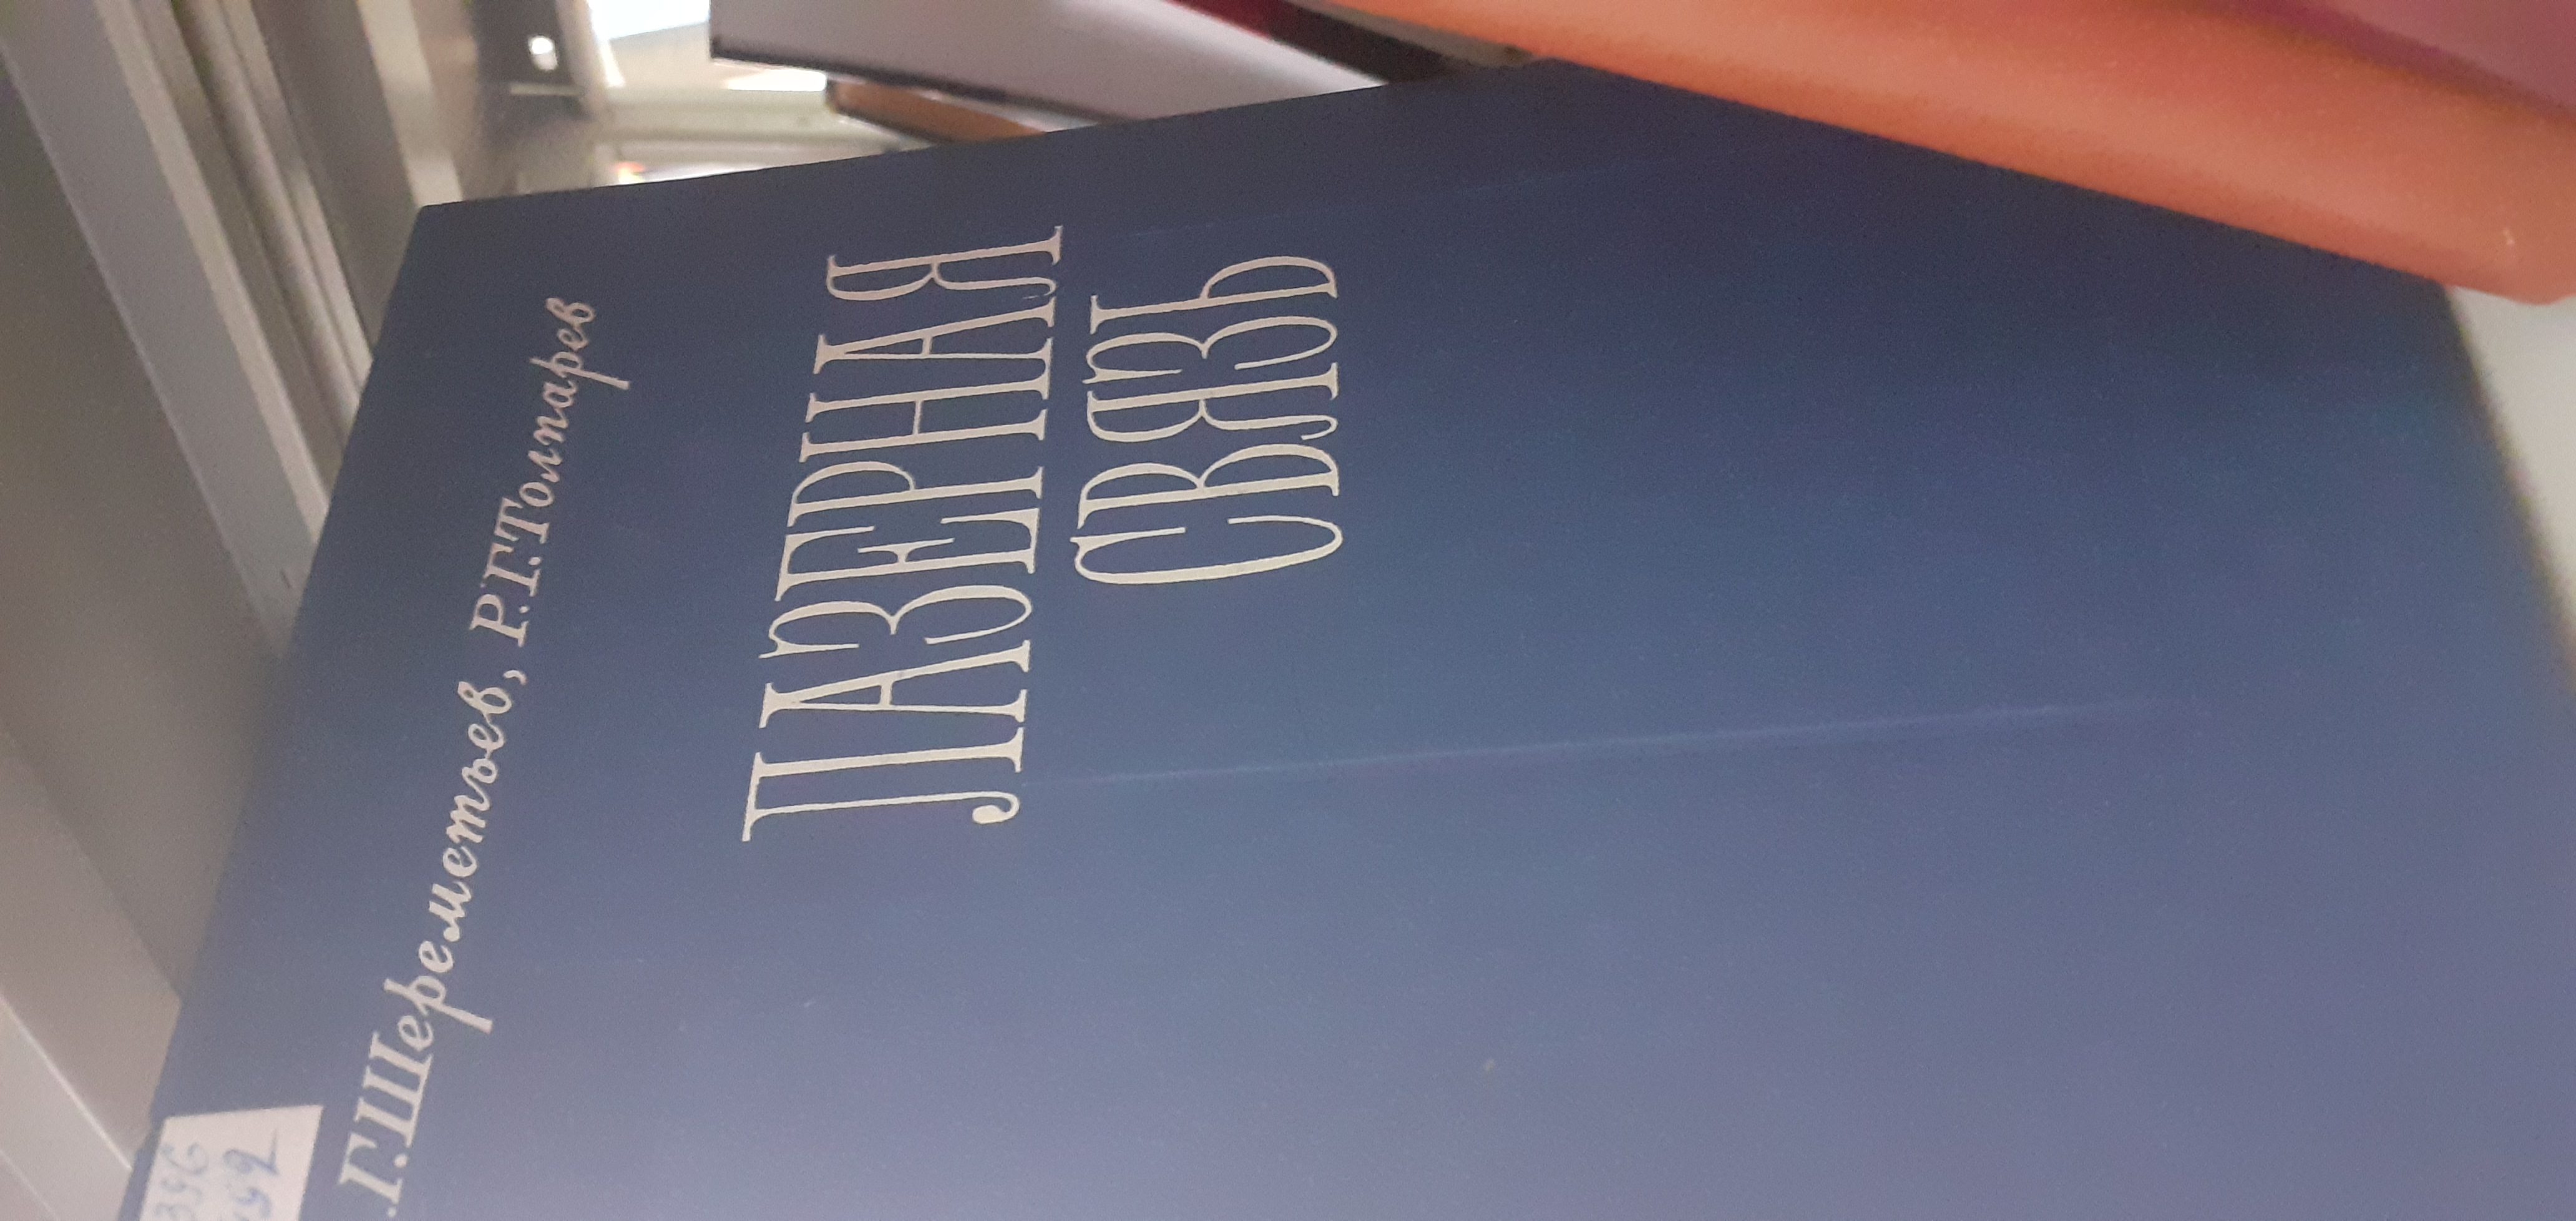 .Г.Шереметьев, Р.Г.Толпарев
ЛАЗЕРНАЯ
СВЯЗЬ